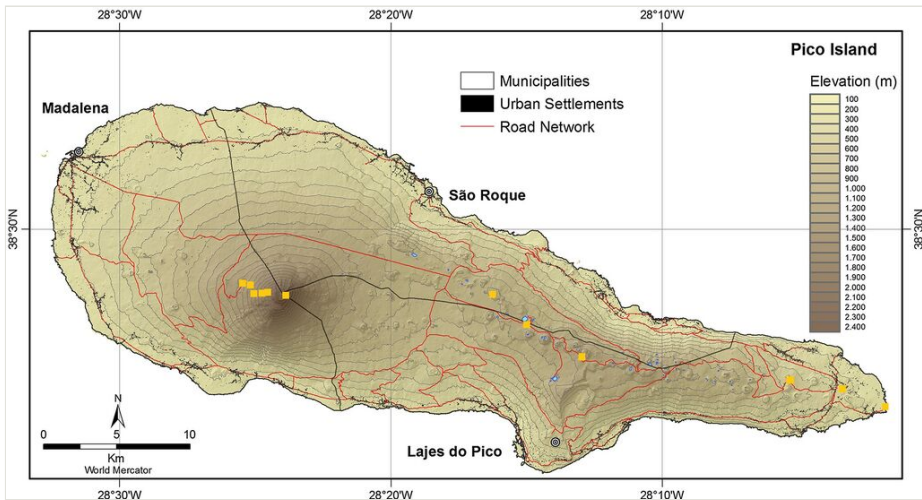 28°30'W
28°20'W
28°10'W
Pico Island
Elevation (m)
100
200
300
400
500
600
700
800
900
1.000
1.100
1.200
1.300
1.400
1.500
1.600
1.700
1.800
1.900
2.000
2.100
2.200
2.300
2.400
Municipalities
Urban Settlements
Road Network
Madalena
São Roque
38°30'N
38°30'N
Lajes do Pico
N
0
5
10
Km
World Mercator
28°30'W
28°20'W
28°10'W